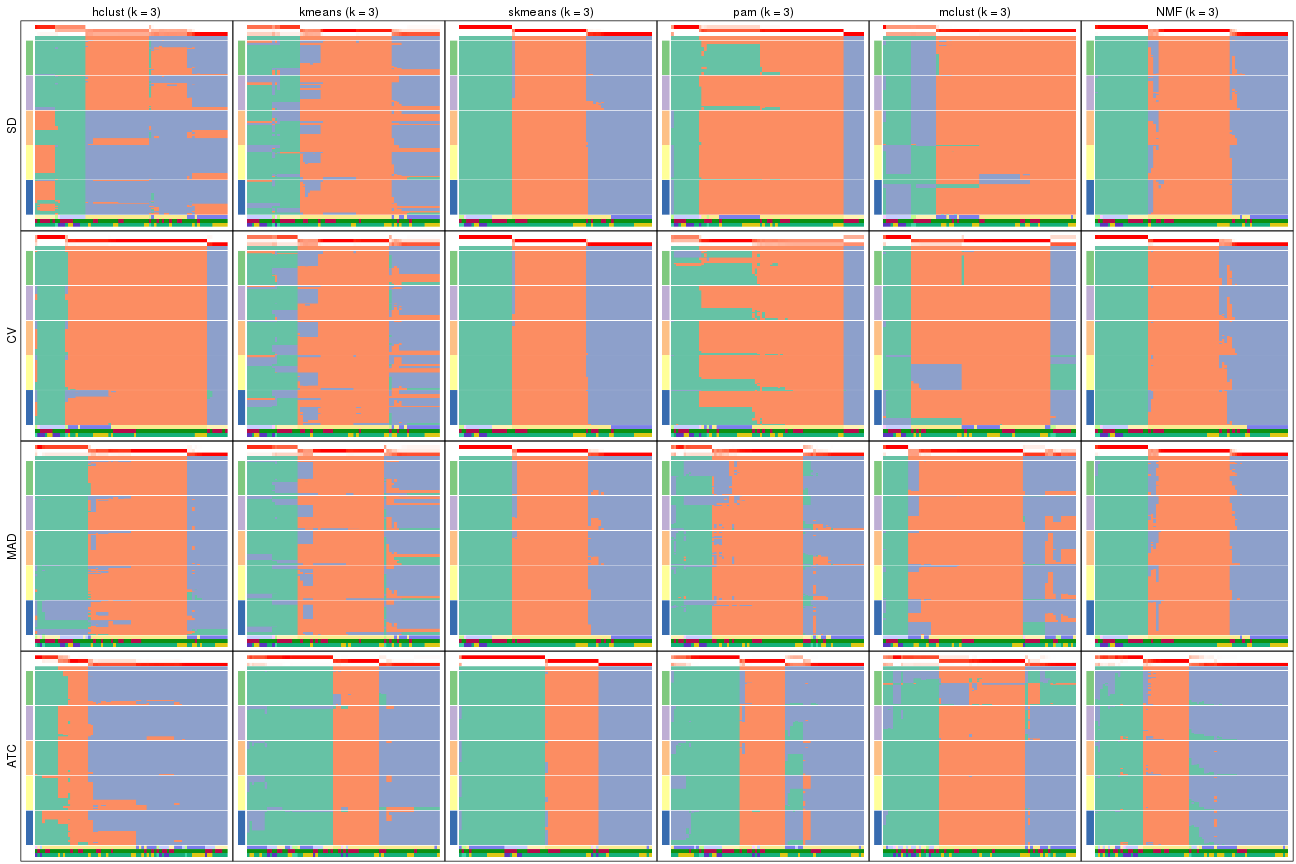 hclust (k = 3) kmeans (k = 3) skmeans (k = 3) pam (k = 3) mclust (k = 3) NMF (k = 3)
SD
CV
MAD
ATC